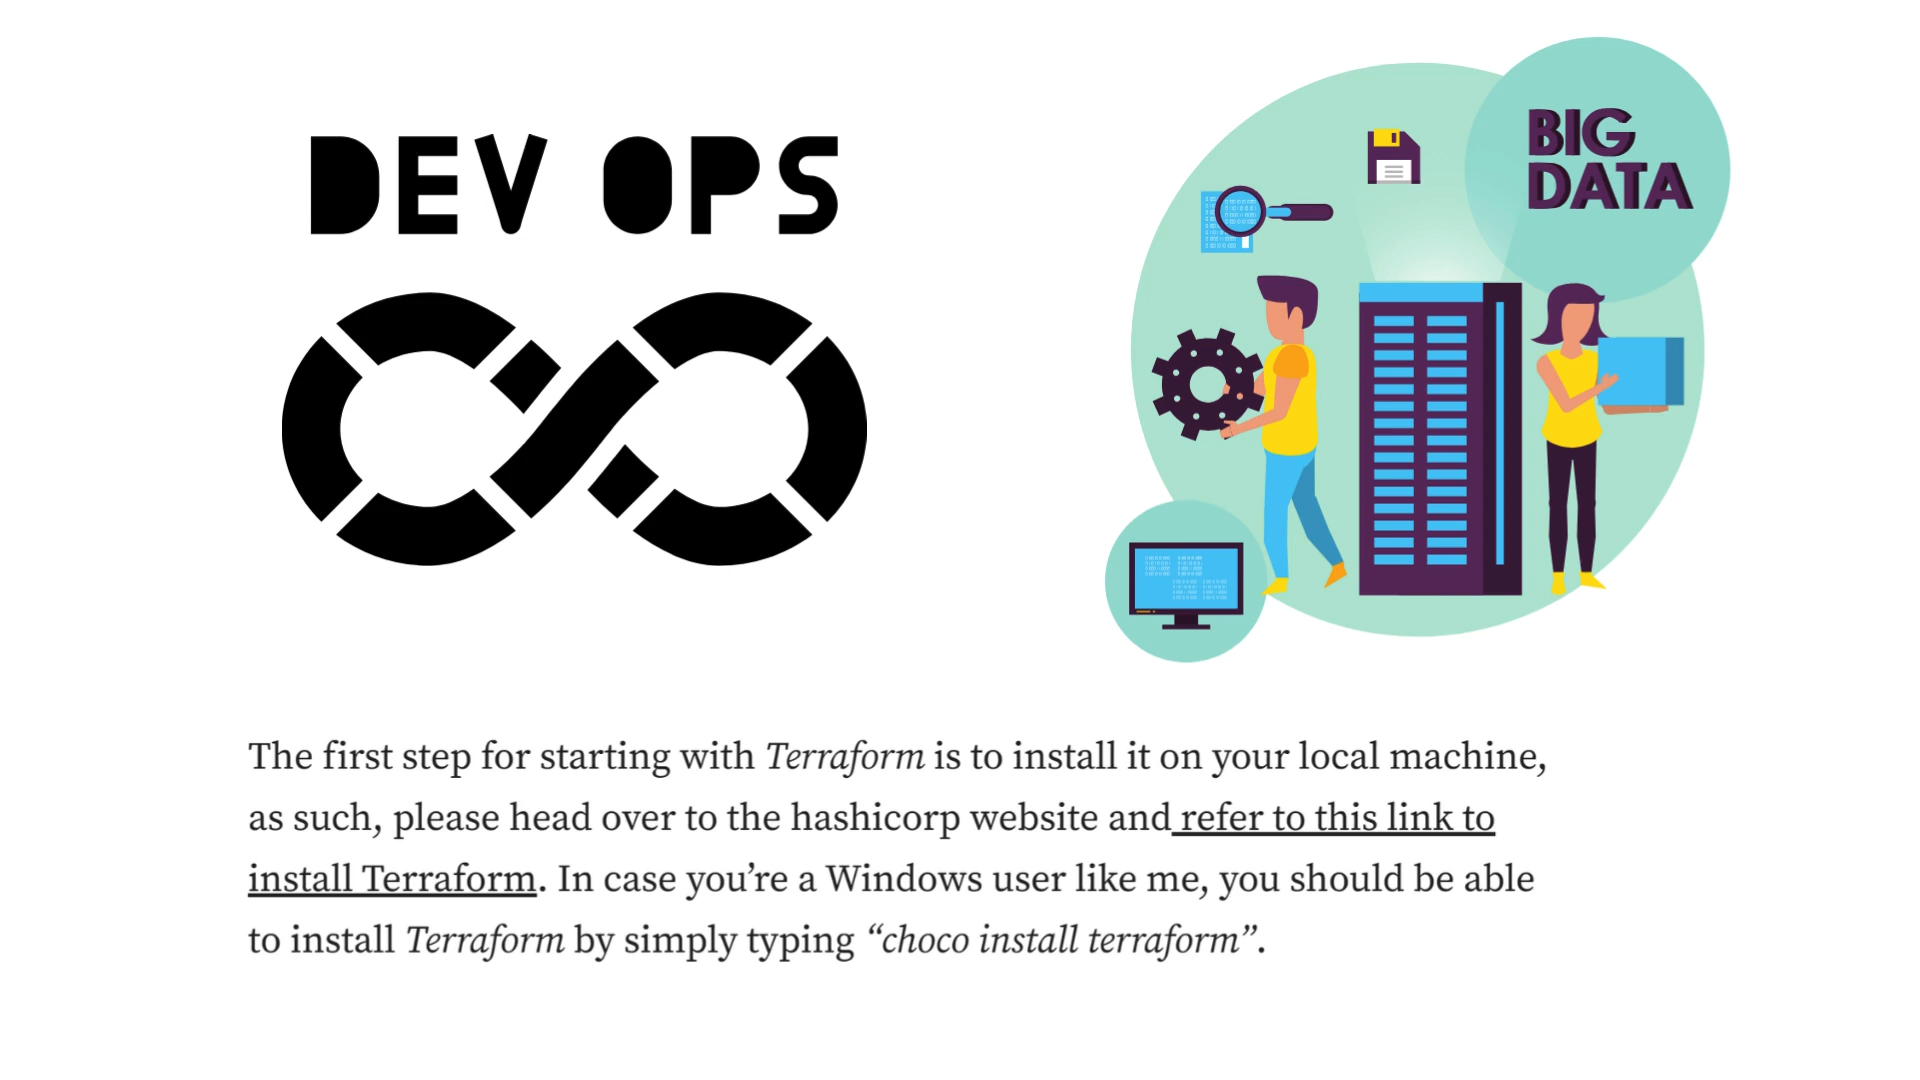 DEV OPS
BIG
DATA
The first step for starting with Terraform is to install it on your local machine,
as such, please head over to the hashicorp website and refer to this link to
install Terraform. In case you’re a Windows user like me, you should be able
to install Terraform by simply typing “choco install terraform”.